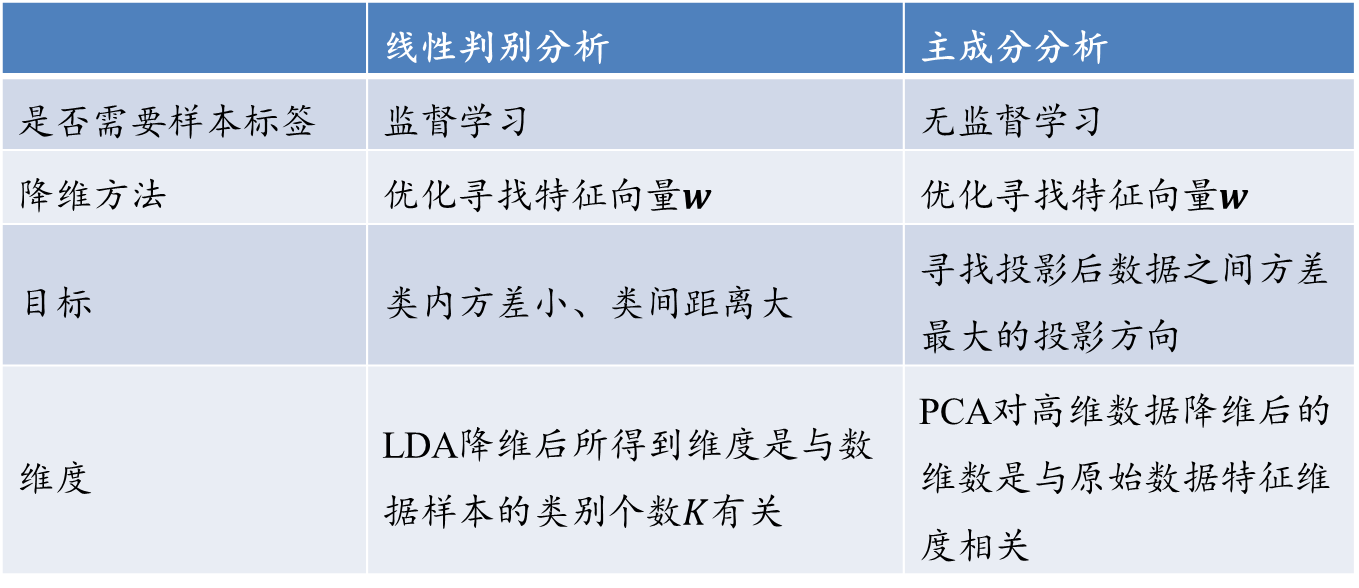 线性判别分析
主成分分析
是否需要样本标签
监督学习
无监督学习
降维方法
优化寻找特征向量w
优化寻找特征向量w
目标
类内方差小、类间距离大
寻找投影后数据之间方差
最大的投影方向
维度
LDA降维后所得到维度是与数
据样本的类别个数K有关
PCA对高维数据降维后的
维数是与原始数据特征维
度相关